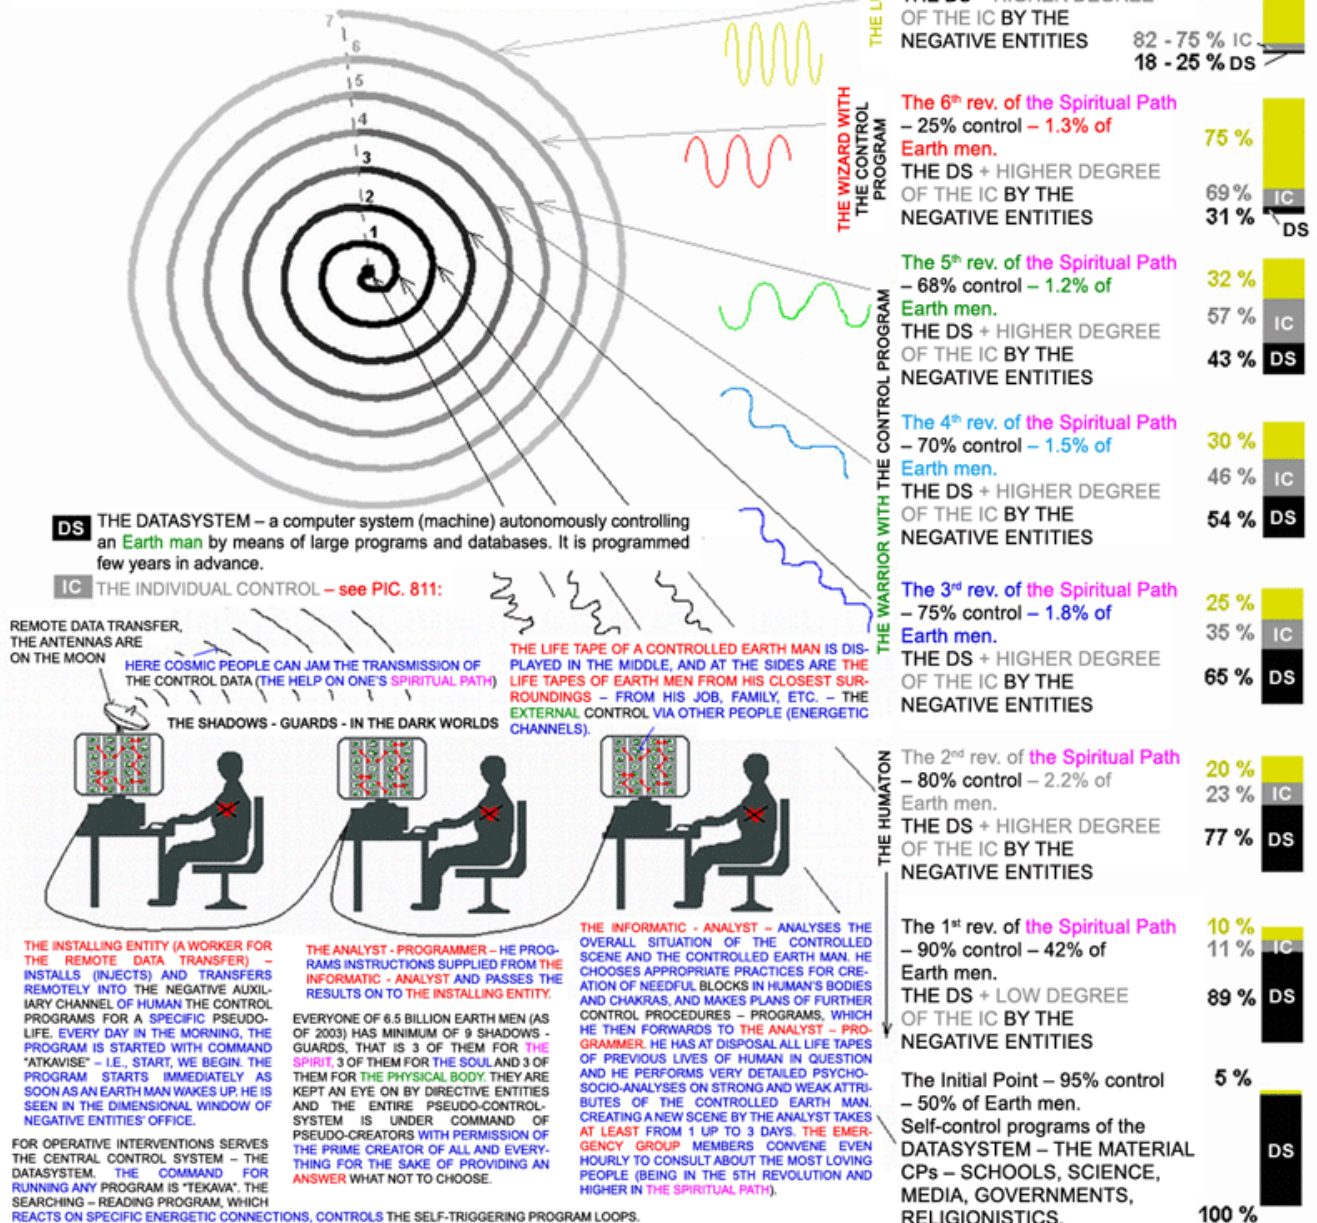 THE DS + HIGHER DEGREE
OF THE IC BY THE
NEGATIVE ENTITIES
82 - 75 % IC
18 - 25 % DS
7
6
5
4
3
2
1
THE WIZARD WITH
THE CONTROL
PROGRAM
The 6th rev. of the Spiritual Path
– 25% control – 1.3% of
Earth men.
THE DS + HIGHER DEGREE
OF THE IC BY THE
NEGATIVE ENTITIES
75 %
69 %
IC
31 %
DS
The 5th rev. of the Spiritual Path
– 68% control – 1.2% of
Earth men.
THE DS + HIGHER DEGREE
OF THE IC BY THE
NEGATIVE ENTITIES
32 %
57 %
IC
43 %
DS
THE WARRIOR WITH THE CONTROL PROGRAM
The 4th rev. of the Spiritual Path
– 70% control – 1.5% of
Earth men.
THE DS + HIGHER DEGREE
OF THE IC BY THE
NEGATIVE ENTITIES
30 %
46 %
IC
54 %
DS
The 3rd rev. of the Spiritual Path
– 75% control – 1.8% of
Earth men.
THE DS + HIGHER DEGREE
OF THE IC BY THE
NEGATIVE ENTITIES
25 %
35 %
IC
65 %
DS
THE HUMATON
The 2nd rev. of the Spiritual Path
– 80% control – 2.2% of
Earth men.
THE DS + HIGHER DEGREE
OF THE IC BY THE
NEGATIVE ENTITIES
20 %
23 %
IC
77 %
DS
The 1st rev. of the Spiritual Path
– 90% control – 42% of
Earth men.
THE DS + LOW DEGREE
OF THE IC BY THE
NEGATIVE ENTITIES
10 %
11 %
IC
89 %
DS
The Initial Point – 95% control
– 50% of Earth men.
Self-control programs of the
DATASYSTEM – THE MATERIAL
CPs – SCHOOLS, SCIENCE,
MEDIA, GOVERNMENTS,
RELIGIONISTICS.
5 %
DS
100 %
DS
THE DATASYSTEM – a computer system (machine) autonomously controlling
an Earth man by means of large programs and databases. It is programmed
few years in advance.
IC
THE INDIVIDUAL CONTROL – see PIC. 811:
REMOTE DATA TRANSFER,
THE ANTENNAS ARE
ON THE MOON
HERE COSMIC PEOPLE CAN JAM THE TRANSMISSION OF
THE CONTROL DATA (THE HELP ON ONE'S SPIRITUAL PATH)
THE SHADOWS - GUARDS - IN THE DARK WORLDS
THE LIFE TAPE OF A CONTROLLED EARTH MAN IS DIS-
PLAYED IN THE MIDDLE, AND AT THE SIDES ARE THE
LIFE TAPES OF EARTH MEN FROM HIS CLOSEST SUR-
ROUNDINGS – FROM HIS JOB, FAMILY, ETC. – THE
EXTERNAL CONTROL VIA OTHER PEOPLE (ENERGETIC
CHANNELS).
THE INSTALLING ENTITY (A WORKER FOR
THE REMOTE DATA TRANSFER) –
INSTALLS (INJECTS) AND TRANSFERS
REMOTELY INTO THE NEGATIVE AUXIL-
IARY CHANNEL OF HUMAN THE CONTROL
PROGRAMS FOR A SPECIFIC PSEUDO-
LIFE. EVERY DAY IN THE MORNING, THE
PROGRAM IS STARTED WITH COMMAND
"ATKAVISE" – I.E., START, WE BEGIN. THE
PROGRAM STARTS IMMEDIATELY AS
SOON AS AN EARTH MAN WAKES UP. HE IS
SEEN IN THE DIMENSIONAL WINDOW OF
NEGATIVE ENTITIES' OFFICE.
FOR OPERATIVE INTERVENTIONS SERVES
THE CENTRAL CONTROL SYSTEM – THE
DATASYSTEM. THE COMMAND FOR
RUNNING ANY PROGRAM IS "TEKAVA". THE
SEARCHING – READING PROGRAM, WHICH
REACTS ON SPECIFIC ENERGETIC CONNECTIONS, CONTROLS THE SELF-TRIGGERING PROGRAM LOOPS.
THE ANALYST - PROGRAMMER – HE PROG-
RAMS INSTRUCTIONS SUPPLIED FROM THE
INFORMATIC - ANALYST AND PASSES THE
RESULTS ON TO THE INSTALLING ENTITY.
EVERYONE OF 6.5 BILLION EARTH MEN (AS
OF 2003) HAS MINIMUM OF 9 SHADOWS -
GUARDS, THAT IS 3 OF THEM FOR THE
SPIRIT, 3 OF THEM FOR THE SOUL AND 3 OF
THEM FOR THE PHYSICAL BODY. THEY ARE
KEPT AN EYE ON BY DIRECTIVE ENTITIES
AND THE ENTIRE PSEUDO-CONTROL-
SYSTEM IS UNDER COMMAND OF
PSEUDO-CREATORS WITH PERMISSION OF
THE PRIME CREATOR OF ALL AND EVERY-
THING FOR THE SAKE OF PROVIDING AN
ANSWER WHAT NOT TO CHOOSE.
THE INFORMATIC - ANALYST – ANALYSES THE
OVERALL SITUATION OF THE CONTROLLED
SCENE AND THE CONTROLLED EARTH MAN. HE
CHOOSES APPROPRIATE PRACTICES FOR CRE-
ATION OF NEEDFUL BLOCKS IN HUMAN'S BODIES
AND CHAKRAS, AND MAKES PLANS OF FURTHER
CONTROL PROCEDURES – PROGRAMS, WHICH
HE THEN FORWARDS TO THE ANALYST – PRO-
GRAMMER. HE HAS AT DISPOSAL ALL LIFE TAPES
OF PREVIOUS LIVES OF HUMAN IN QUESTION
AND HE PERFORMS VERY DETAILED PSYCHO-
SOCIO-ANALYSES ON STRONG AND WEAK ATTRI-
BUTES OF THE CONTROLLED EARTH MAN.
CREATING A NEW SCENE BY THE ANALYST TAKES
AT LEAST FROM 1 UP TO 3 DAYS. THE EMER-
GENCY GROUP MEMBERS CONVENE EVEN
HOURLY TO CONSULT ABOUT THE MOST LOVING
PEOPLE (BEING IN THE 5TH REVOLUTION AND
HIGHER IN THE SPIRITUAL PATH).